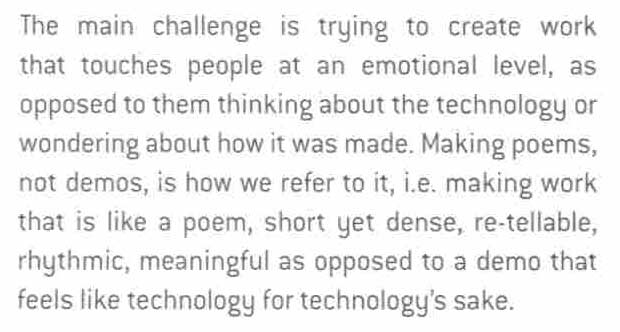 The main challenge is trying to create work
that touches people at an emotional level, as
opposed to them thinking about the technology or
wondering about how it was made. Making poems,
not demos, is how we refer to it, i.e. making work
that is like a poem, short yet dense, re-tellable,
rhythmic, meaningful as opposed to a demo that
feels like technology for technology's sake.